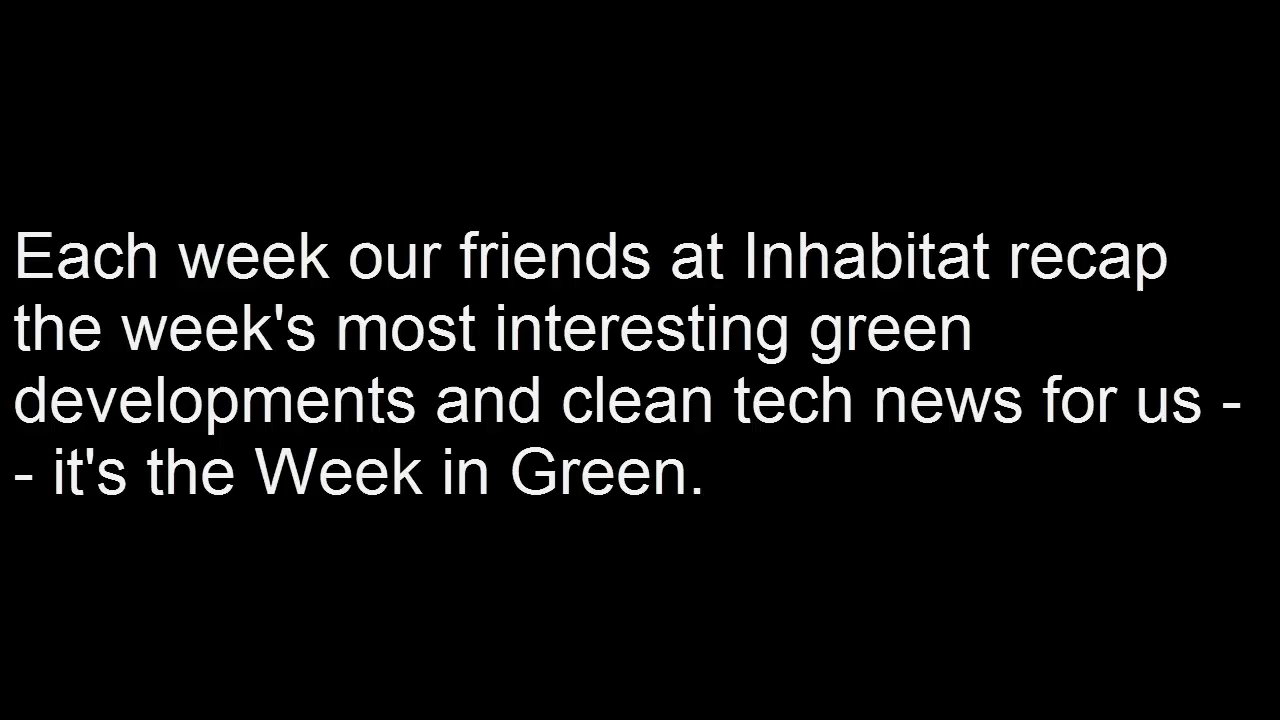 Each week our friends at Inhabitat recap
the week's most interesting green
developments and clean tech news for us -
- it's the Week in Green.